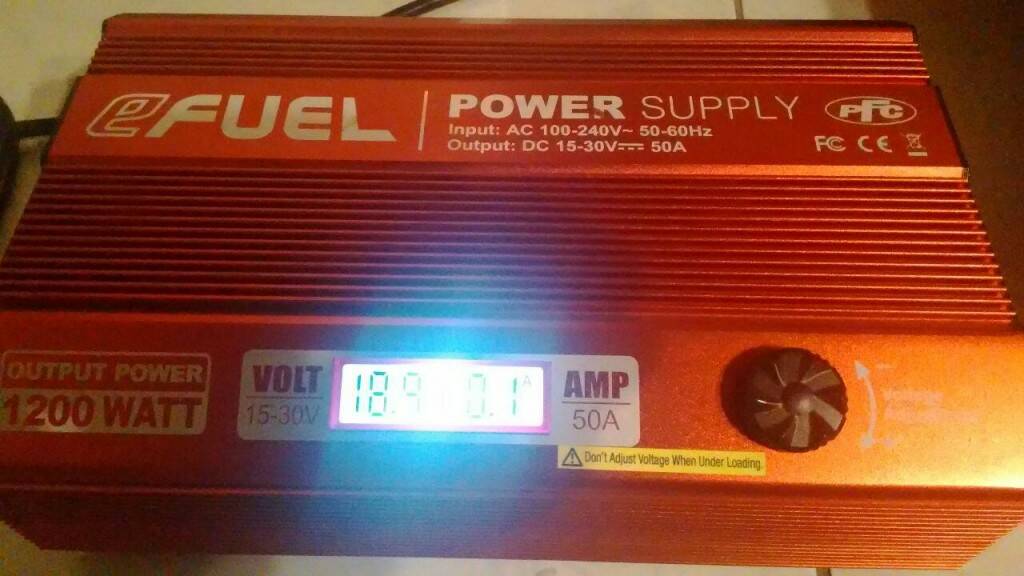 eFUEL
POWER SUPPLY
Input: AC 100-240V~ 50-60Hz
Output: DC 15-30V⎓ 50A
PFC
FC CE
OUTPUT POWER
1200 WATT
VOLT
15-30V
18.9 0.1A
AMP
50A
Don't Adjust Voltage When Under Loading.